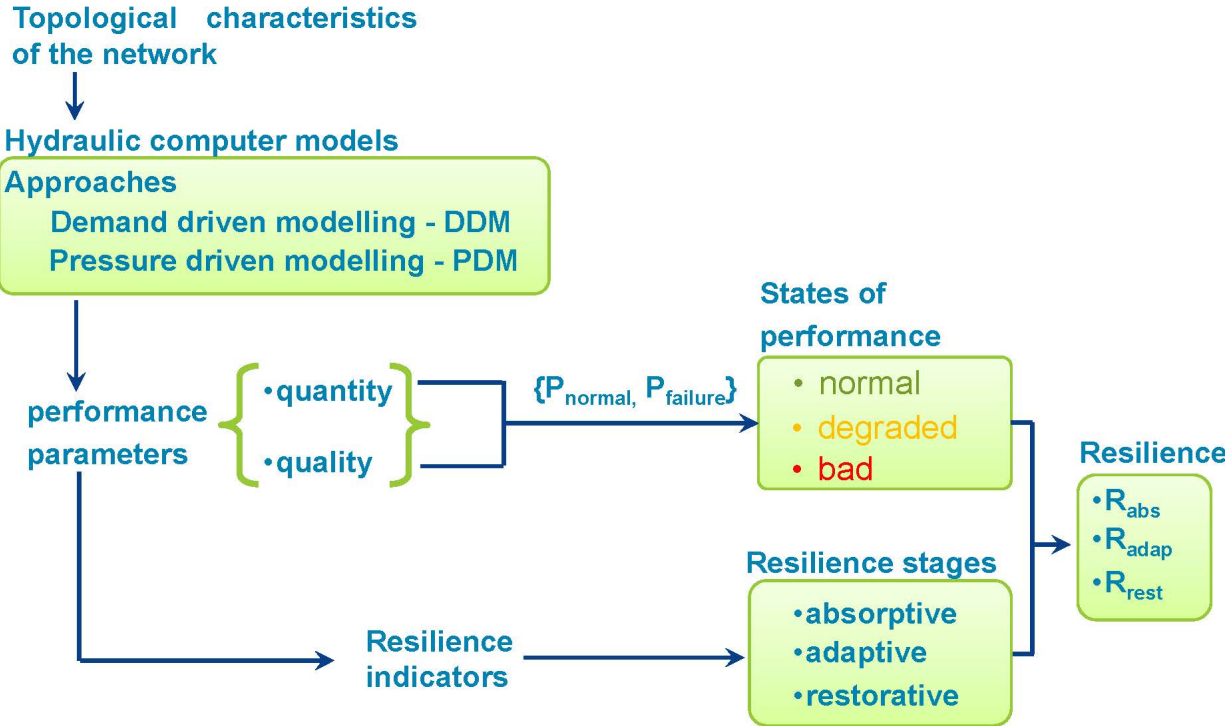 Topological characteristics
of the network
Hydraulic computer models
Approaches
Demand driven modelling - DDM
Pressure driven modelling - PDM
performance
parameters
•quantity
•quality
{Pnormal, Pfailure}
States of
performance
• normal
• degraded
• bad
Resilience
indicators
Resilience stages
•absorptive
•adaptive
•restorative
Resilience
•Rabs
•Radap
•Rrest